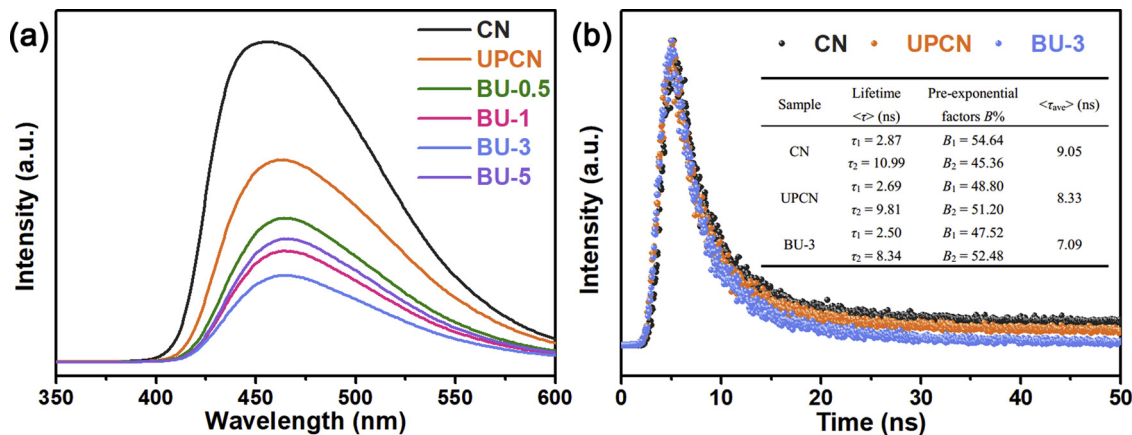 (a)
CN
UPCN
BU-0.5
BU-1
BU-3
BU-5
Intensity (a.u.)
350 400 450 500 550 600
Wavelength (nm)
(b)
CN UPCN BU-3
Sample Lifetime <τ> (ns) Pre-exponential factors B% <τave> (ns)
CN τ1 = 2.87 B1 = 54.64 9.05
τ2 = 10.99 B2 = 45.36
UPCN τ1 = 2.69 B1 = 48.80 8.33
τ2 = 9.81 B2 = 51.20
BU-3 τ1 = 2.50 B1 = 47.52 7.09
τ2 = 8.34 B2 = 52.48
Intensity (a.u.)
0 10 20 30 40 50
Time (ns)